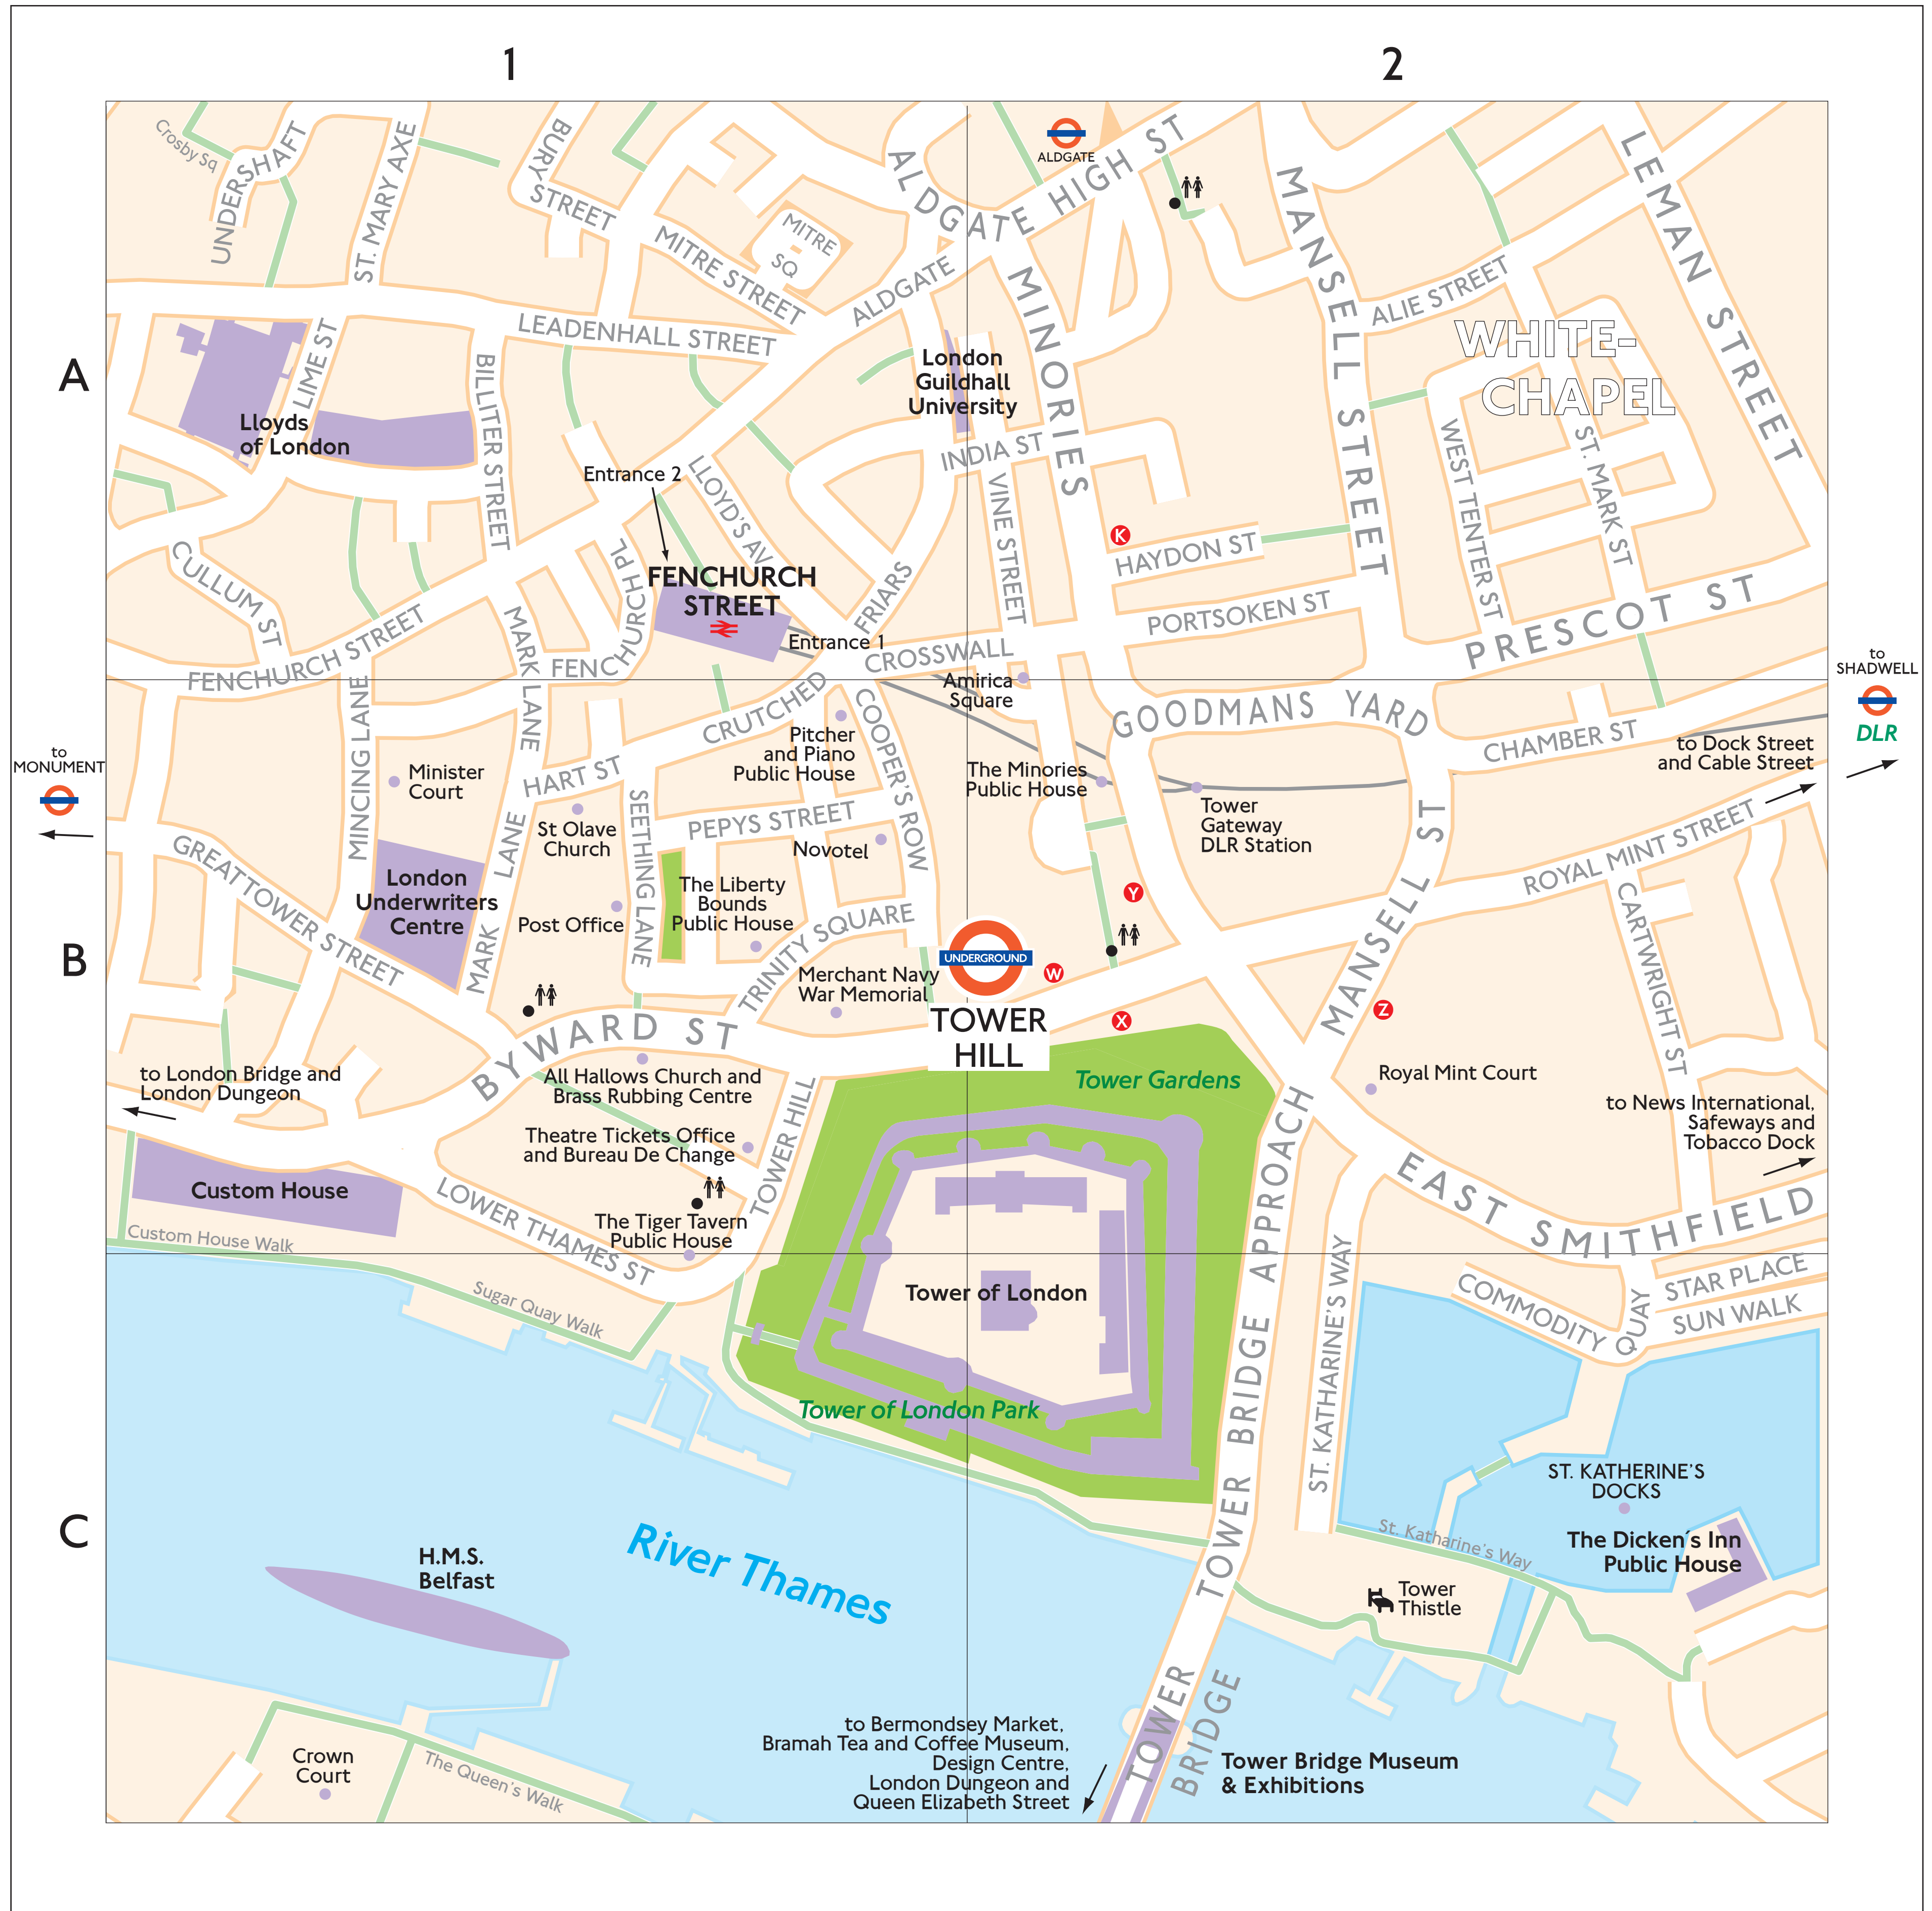 1
2
A
B
C
Crosby Sq
UNDERSHAFT
ST. MARY AXE
BURY
STREET
MITRE
SQ
MITRE STREET
ALDGATE
ALDGATE HIGH ST
ALDGATE
MINORIES
MANSELL STREET
ALIE STREET
LEMAN STREET
WHITE-
CHAPEL
LEADENHALL STREET
LIME ST
BILLITER STREET
Lloyds
of London
London
Guildhall
University
INDIA ST
VINE STREET
WEST TENTER ST
ST. MARK ST
Entrance 2
LLOYD'S AV
K
HAYDON ST
PORTSOKEN ST
PRESCOT ST
CULLUM ST
FENCHURCH STREET
MARK LANE
FENCHURCH PL
FENCHURCH
STREET
Entrance 1
FRIARS
CRUTCHED
CROSSWALL
Amirica
Square
to
SHADWELL
DLR
to
MONUMENT
MINCING LANE
Minister
Court
HART ST
St Olave
Church
SEETHING LANE
PEPYS STREET
Pitcher
and Piano
Public House
COOPER'S ROW
Novotel
The Minories
Public House
GOODMANS YARD
Tower
Gateway
DLR Station
CHAMBER ST
to Dock Street
and Cable Street
ROYAL MINT STREET
CARTWRIGHT ST
MANSELL ST
GREAT TOWER STREET
London
Underwriters
Centre
MARK LANE
Post Office
The Liberty
Bounds
Public House
TRINITY SQUARE
Merchant Navy
War Memorial
UNDERGROUND
TOWER
HILL
W
X
Y
Z
BYWARD ST
All Hallows Church and
Brass Rubbing Centre
Theatre Tickets Office
and Bureau De Change
The Tiger Tavern
Public House
TOWER HILL
to London Bridge and
London Dungeon
Custom House
Custom House Walk
LOWER THAMES ST
Sugar Quay Walk
Tower Gardens
Royal Mint Court
to News International,
Safeways and
Tobacco Dock
EAST SMITHFIELD
STAR PLACE
SUN WALK
COMMODITY QUAY
Tower of London
Tower of London Park
TOWER BRIDGE APPROACH
ST. KATHARINE'S WAY
ST. KATHERINE'S
DOCKS
St. Katharine's Way
The Dicken's Inn
Public House
Tower
Thistle
River Thames
H.M.S.
Belfast
Crown
Court
The Queen's Walk
to Bermondsey Market,
Bramah Tea and Coffee Museum,
Design Centre,
London Dungeon and
Queen Elizabeth Street
TOWER
BRIDGE
Tower Bridge Museum
& Exhibitions